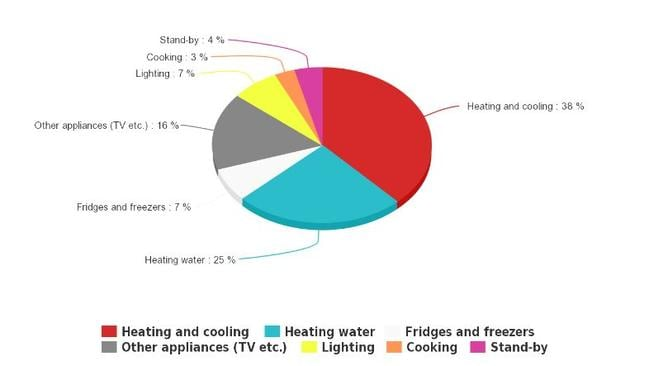 Stand-by : 4 %
Cooking : 3 %
Lighting : 7 %
Heating and cooling : 38 %
Other appliances (TV etc.) : 16 %
Fridges and freezers : 7 %
Heating water : 25 %
Heating and cooling Heating water Fridges and freezers
Other appliances (TV etc.) Lighting Cooking Stand-by